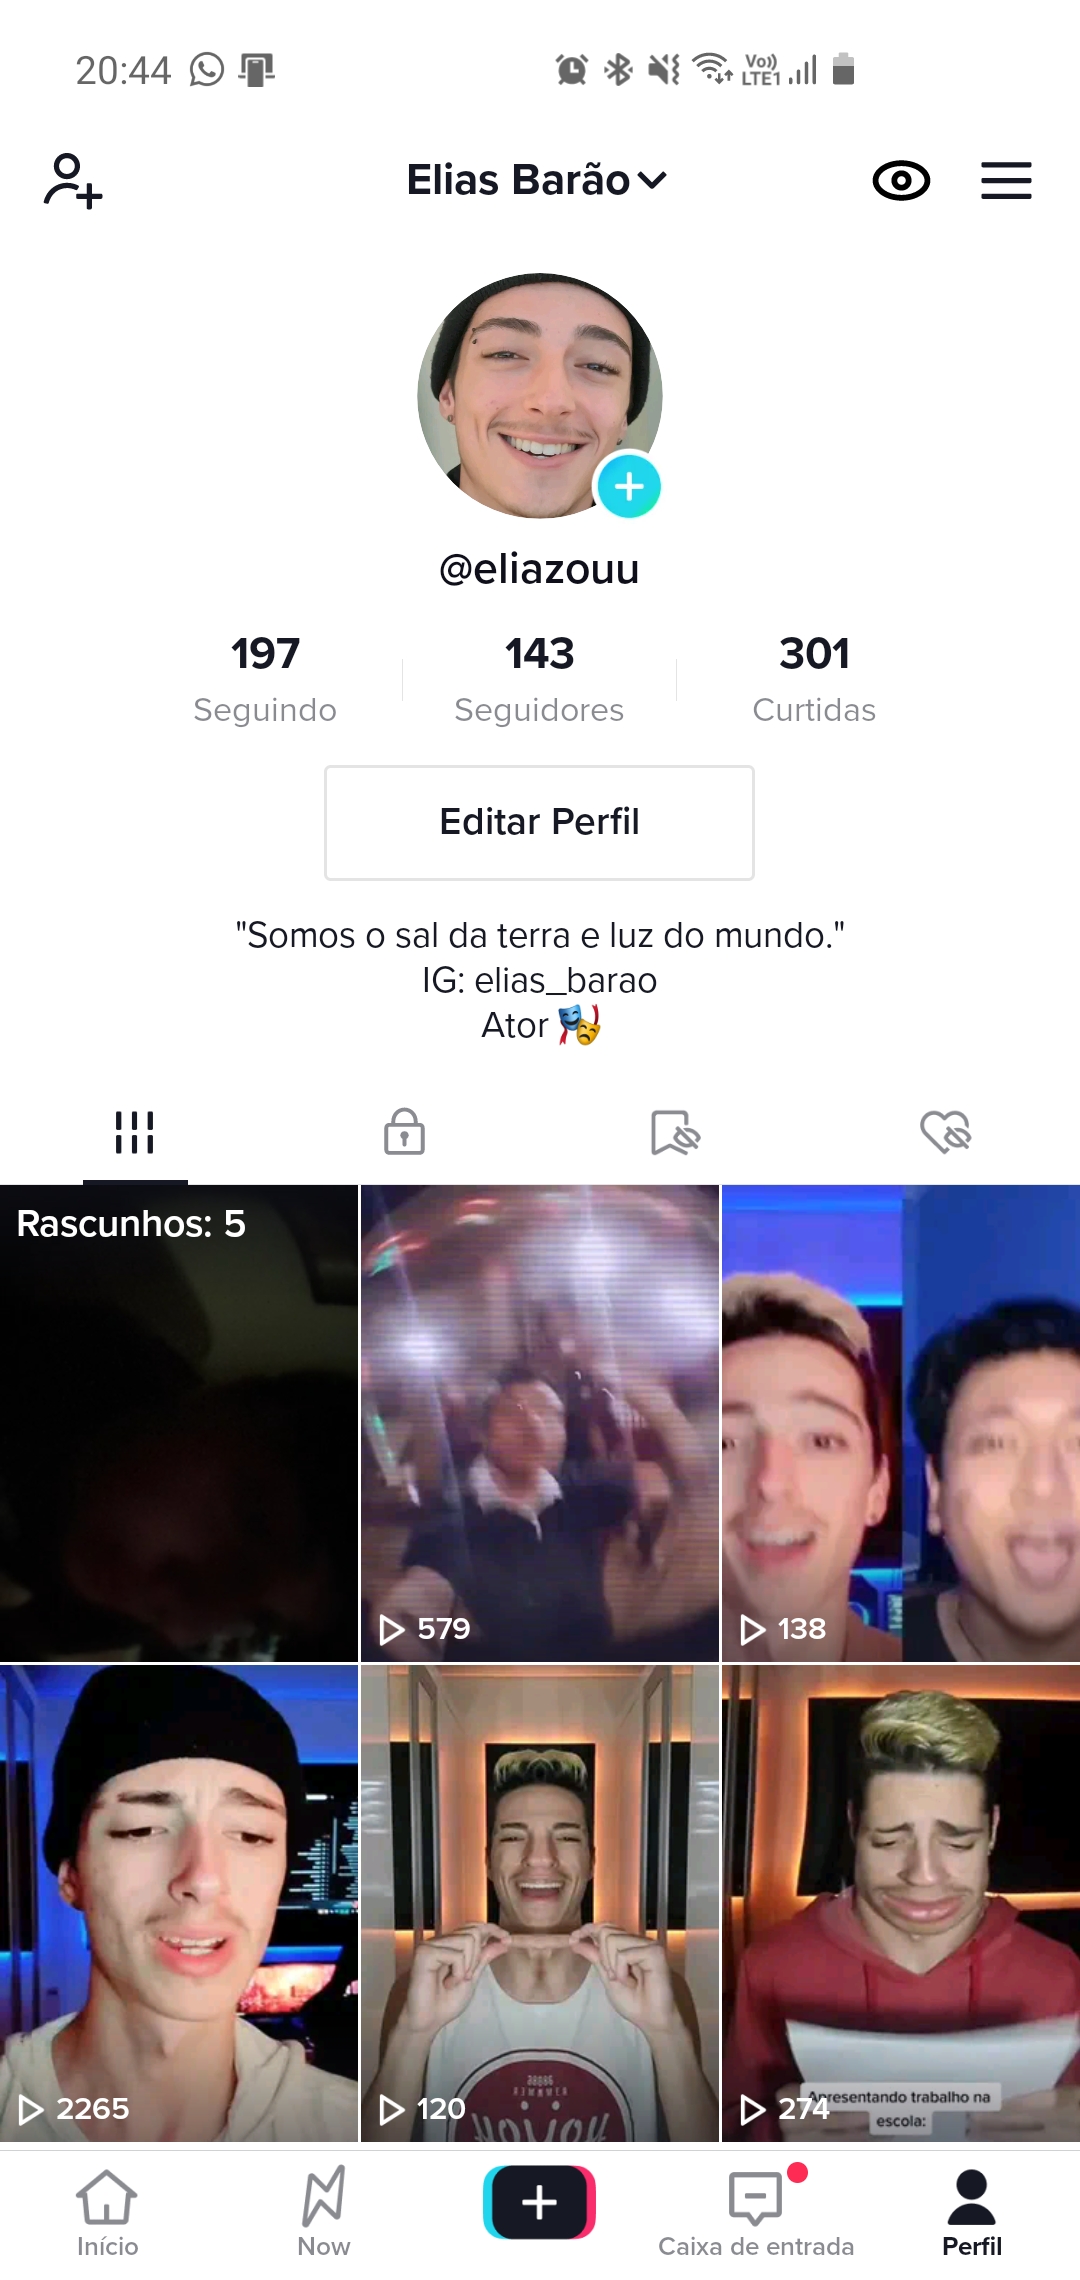 20:44
Vo))
LTE1
Elias Barão
@eliazouu
197
143
301
Seguindo
Seguidores
Curtidas
Editar Perfil
"Somos o sal da terra e luz do mundo."
IG: elias_barao
Ator 🎭
Rascunhos: 5
579
138
2265
120
274
Apresentando trabalho na
escola:
Início
Now
Caixa de entrada
Perfil